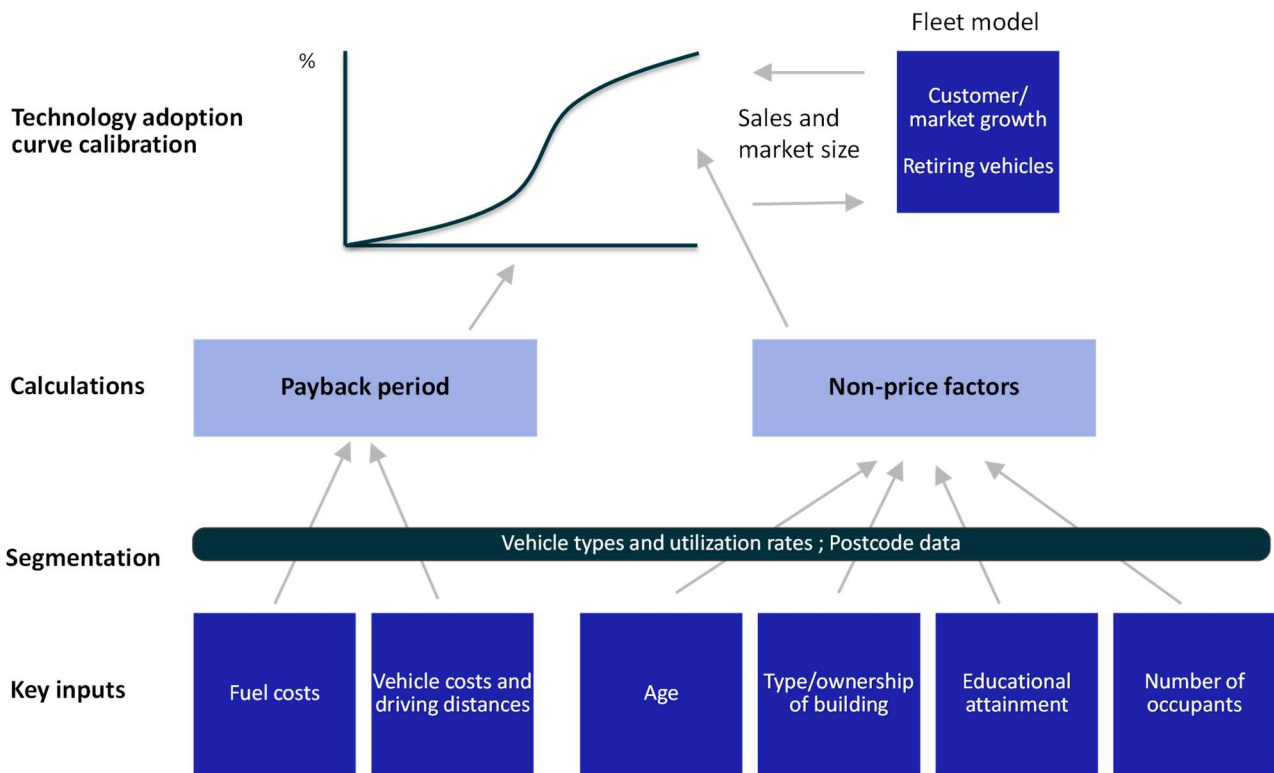 Fleet model
%
Technology adoption
curve calibration
Customer/
market growth
Retiring vehicles
Sales and
market size
Calculations
Payback period
Non-price factors
Segmentation
Vehicle types and utilization rates ; Postcode data
Key inputs
Fuel costs
Vehicle costs and
driving distances
Age
Type/ownership
of building
Educational
attainment
Number of
occupants